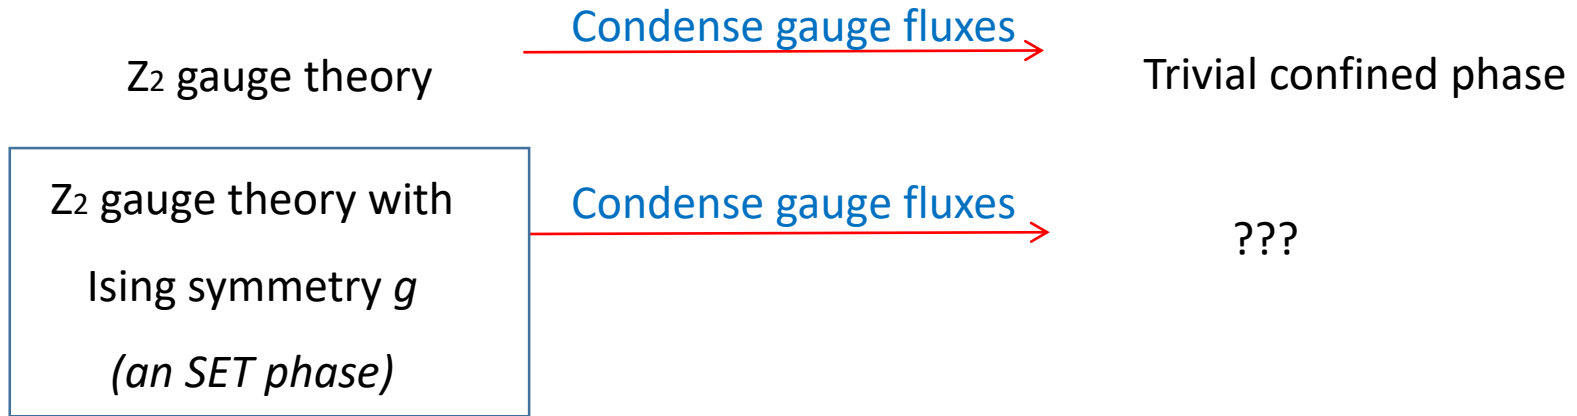 Condense gauge fluxes
Z2 gauge theory
Trivial confined phase
Z2 gauge theory with
Condense gauge fluxes
???
Ising symmetry g
(an SET phase)